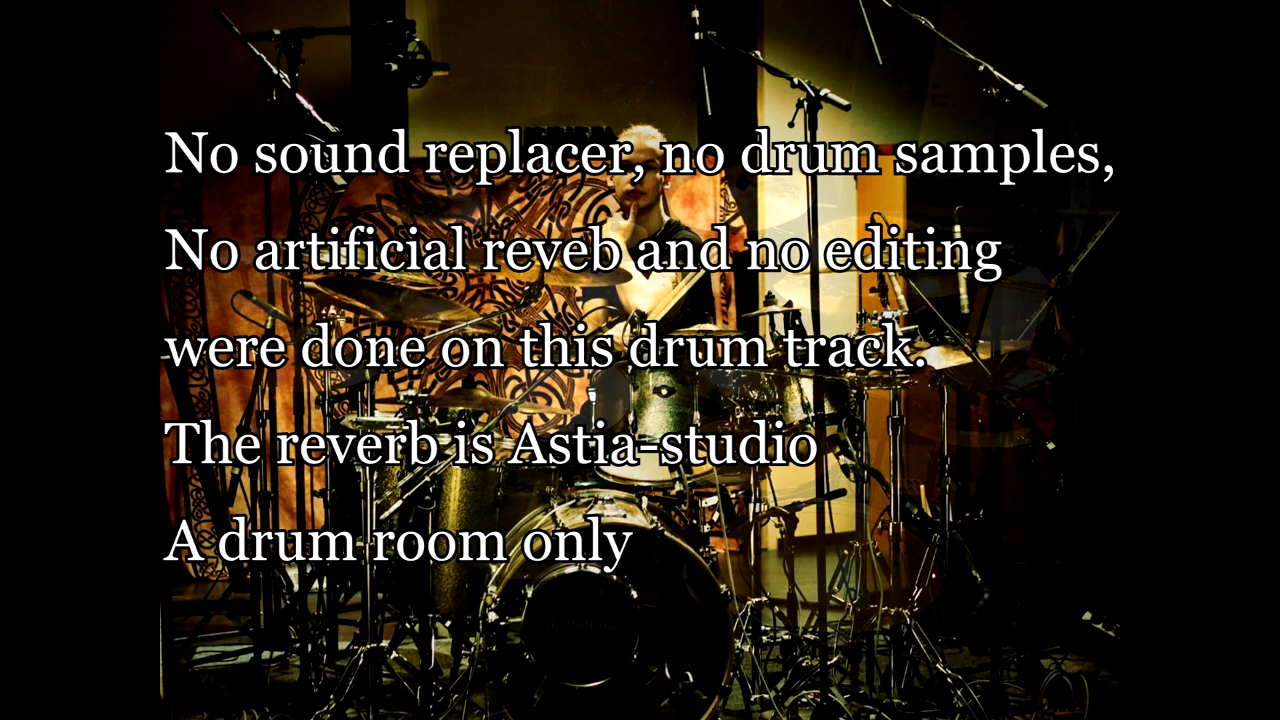 No sound replacer, no drum samples,
No artificial reveb and no editing
were done on this drum track.
The reverb is Astia-studio
A drum room only